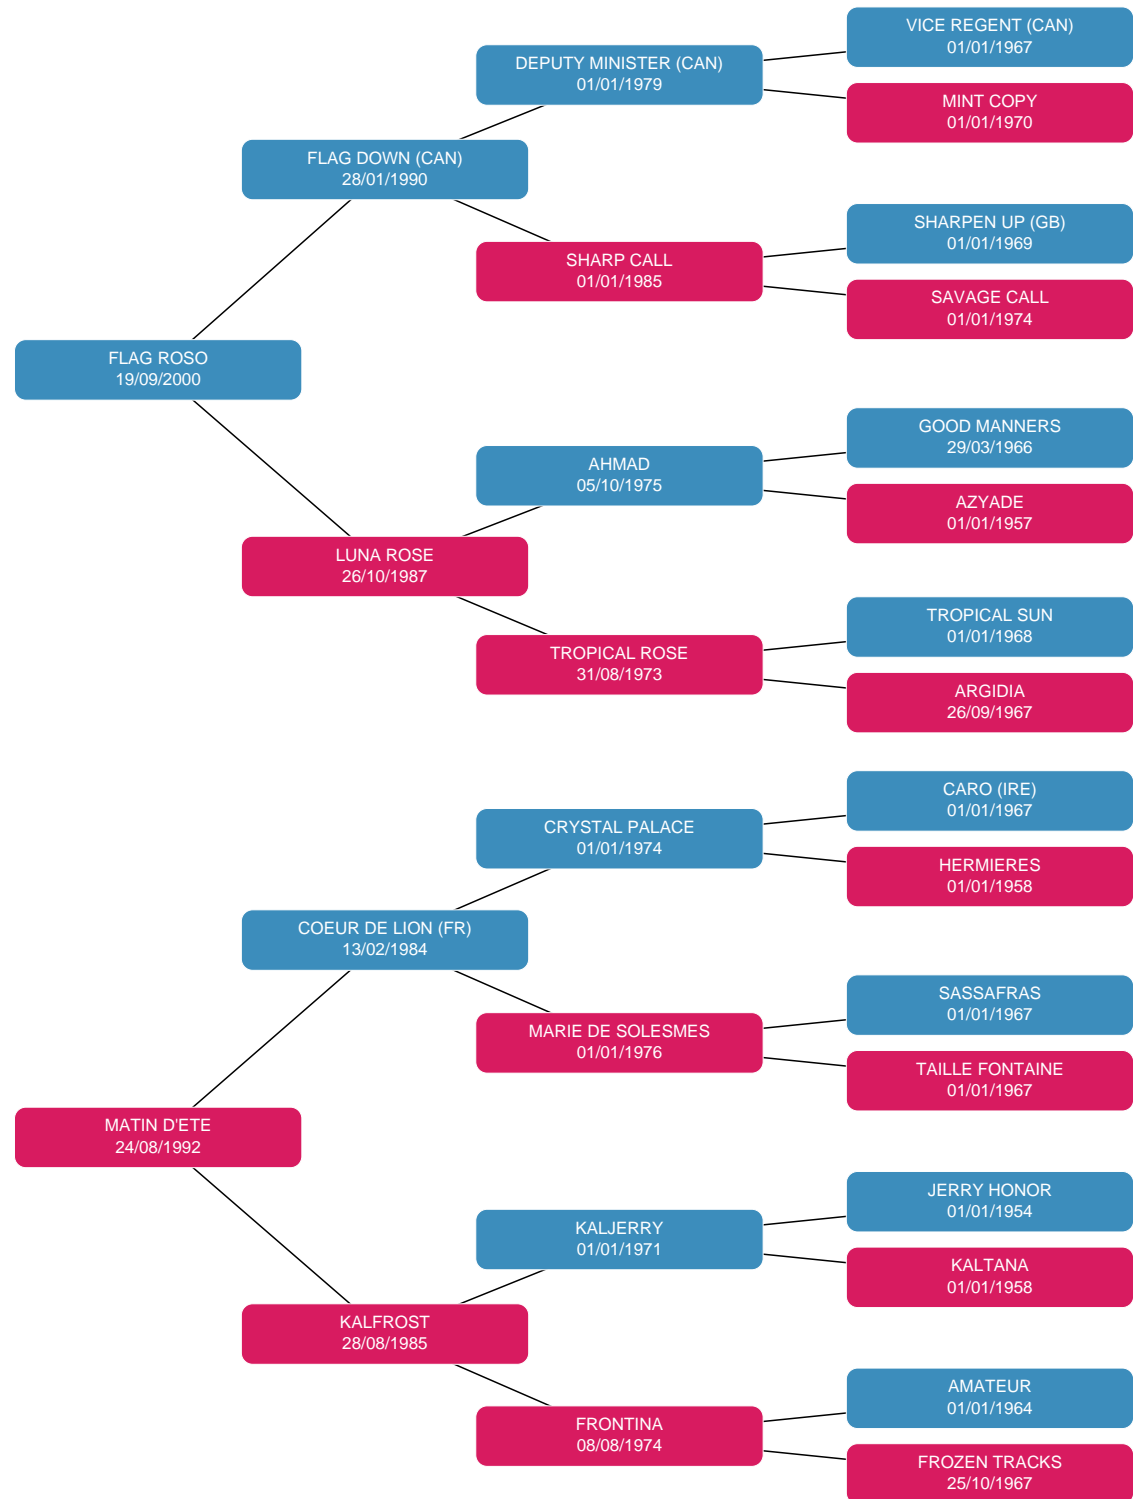 VICE REGENT (CAN)
01/01/1967
DEPUTY MINISTER (CAN)
01/01/1979
MINT COPY
01/01/1970
FLAG DOWN (CAN)
28/01/1990
SHARPEN UP (GB)
01/01/1969
SHARP CALL
01/01/1985
SAVAGE CALL
01/01/1974
FLAG ROSO
19/09/2000
GOOD MANNERS
29/03/1966
AHMAD
05/10/1975
AZYADE
01/01/1957
LUNA ROSE
26/10/1987
TROPICAL SUN
01/01/1968
TROPICAL ROSE
31/08/1973
ARGIDIA
26/09/1967
CARO (IRE)
01/01/1967
CRYSTAL PALACE
01/01/1974
HERMIERES
01/01/1958
COEUR DE LION (FR)
13/02/1984
SASSAFRAS
01/01/1967
MARIE DE SOLESMES
01/01/1976
TAILLE FONTAINE
01/01/1967
MATIN D'ETE
24/08/1992
JERRY HONOR
01/01/1954
KALJERRY
01/01/1971
KALTANA
01/01/1958
KALFROST
28/08/1985
AMATEUR
01/01/1964
FRONTINA
08/08/1974
FROZEN TRACKS
25/10/1967